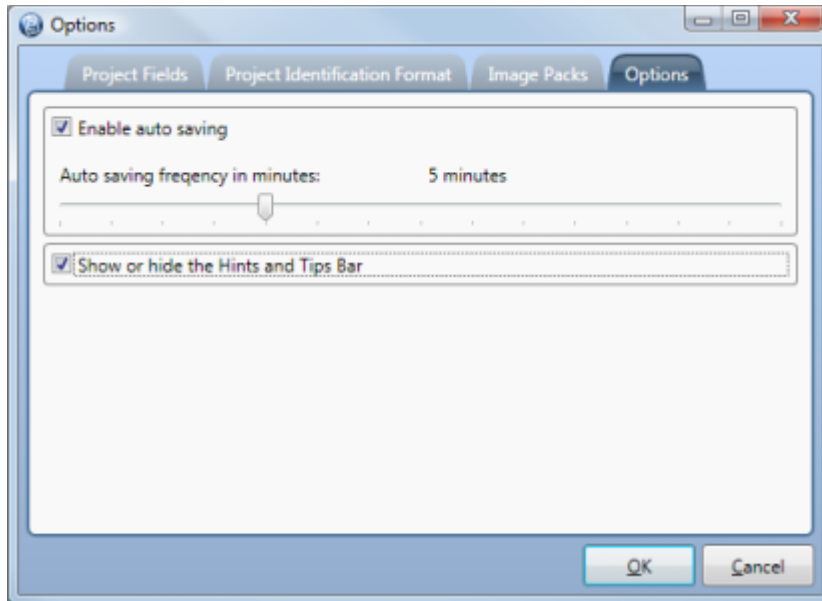 Options
Project Fields Project Identification Format Image Packs Options
Enable auto saving
Auto saving freqency in minutes: 5 minutes
Show or hide the Hints and Tips Bar
OK Cancel